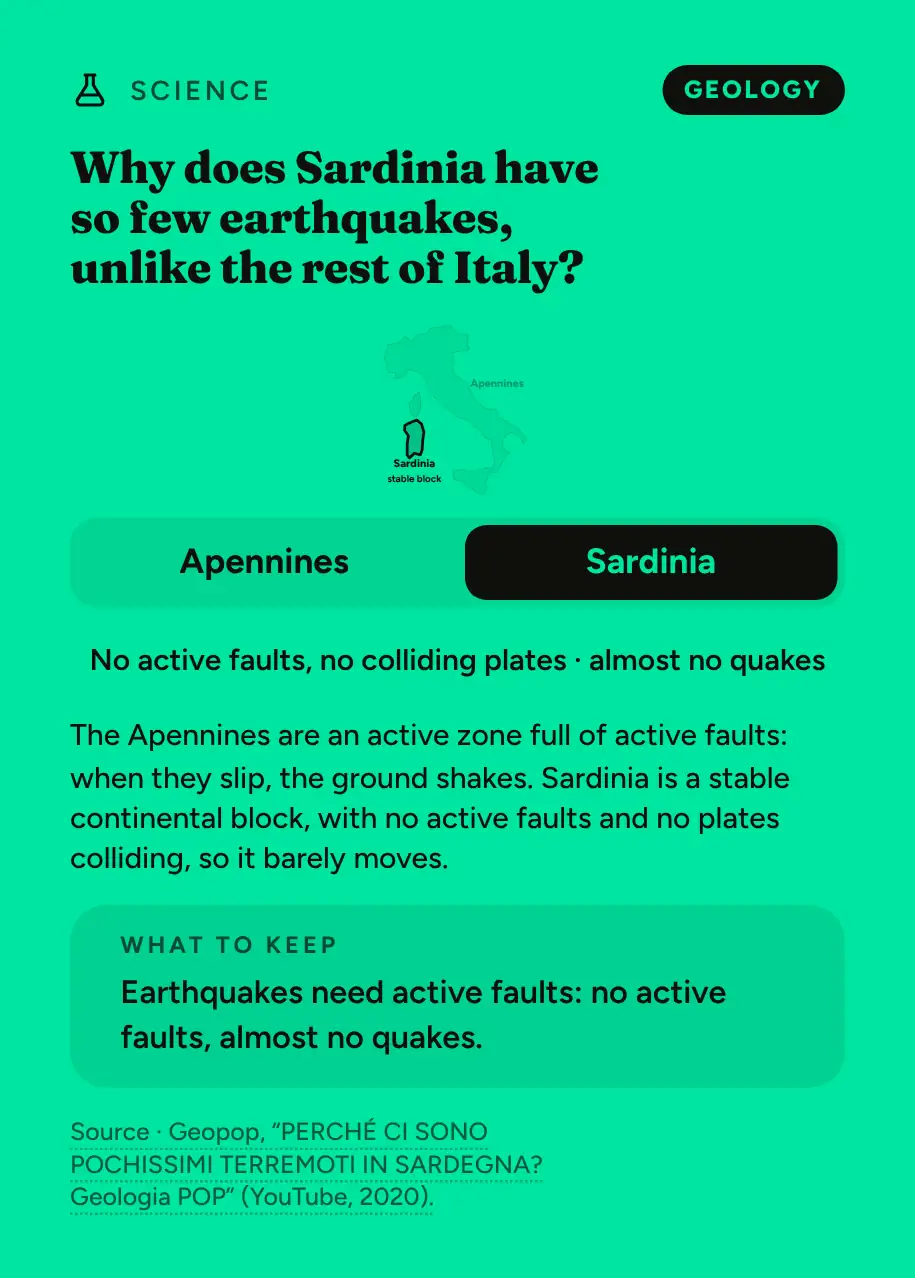 SCIENCE
GEOLOGY
Why does Sardinia have
so few earthquakes,
unlike the rest of Italy?
Apennines
Sardinia
stable block
Apennines
Sardinia
No active faults, no colliding plates · almost no quakes
The Apennines are an active zone full of active faults:
when they slip, the ground shakes. Sardinia is a stable
continental block, with no active faults and no plates
colliding, so it barely moves.
WHAT TO KEEP
Earthquakes need active faults: no active
faults, almost no quakes.
Source · Geopop, “PERCHÉ CI SONO
POCHISSIMI TERREMOTI IN SARDEGNA?
Geologia POP” (YouTube, 2020).